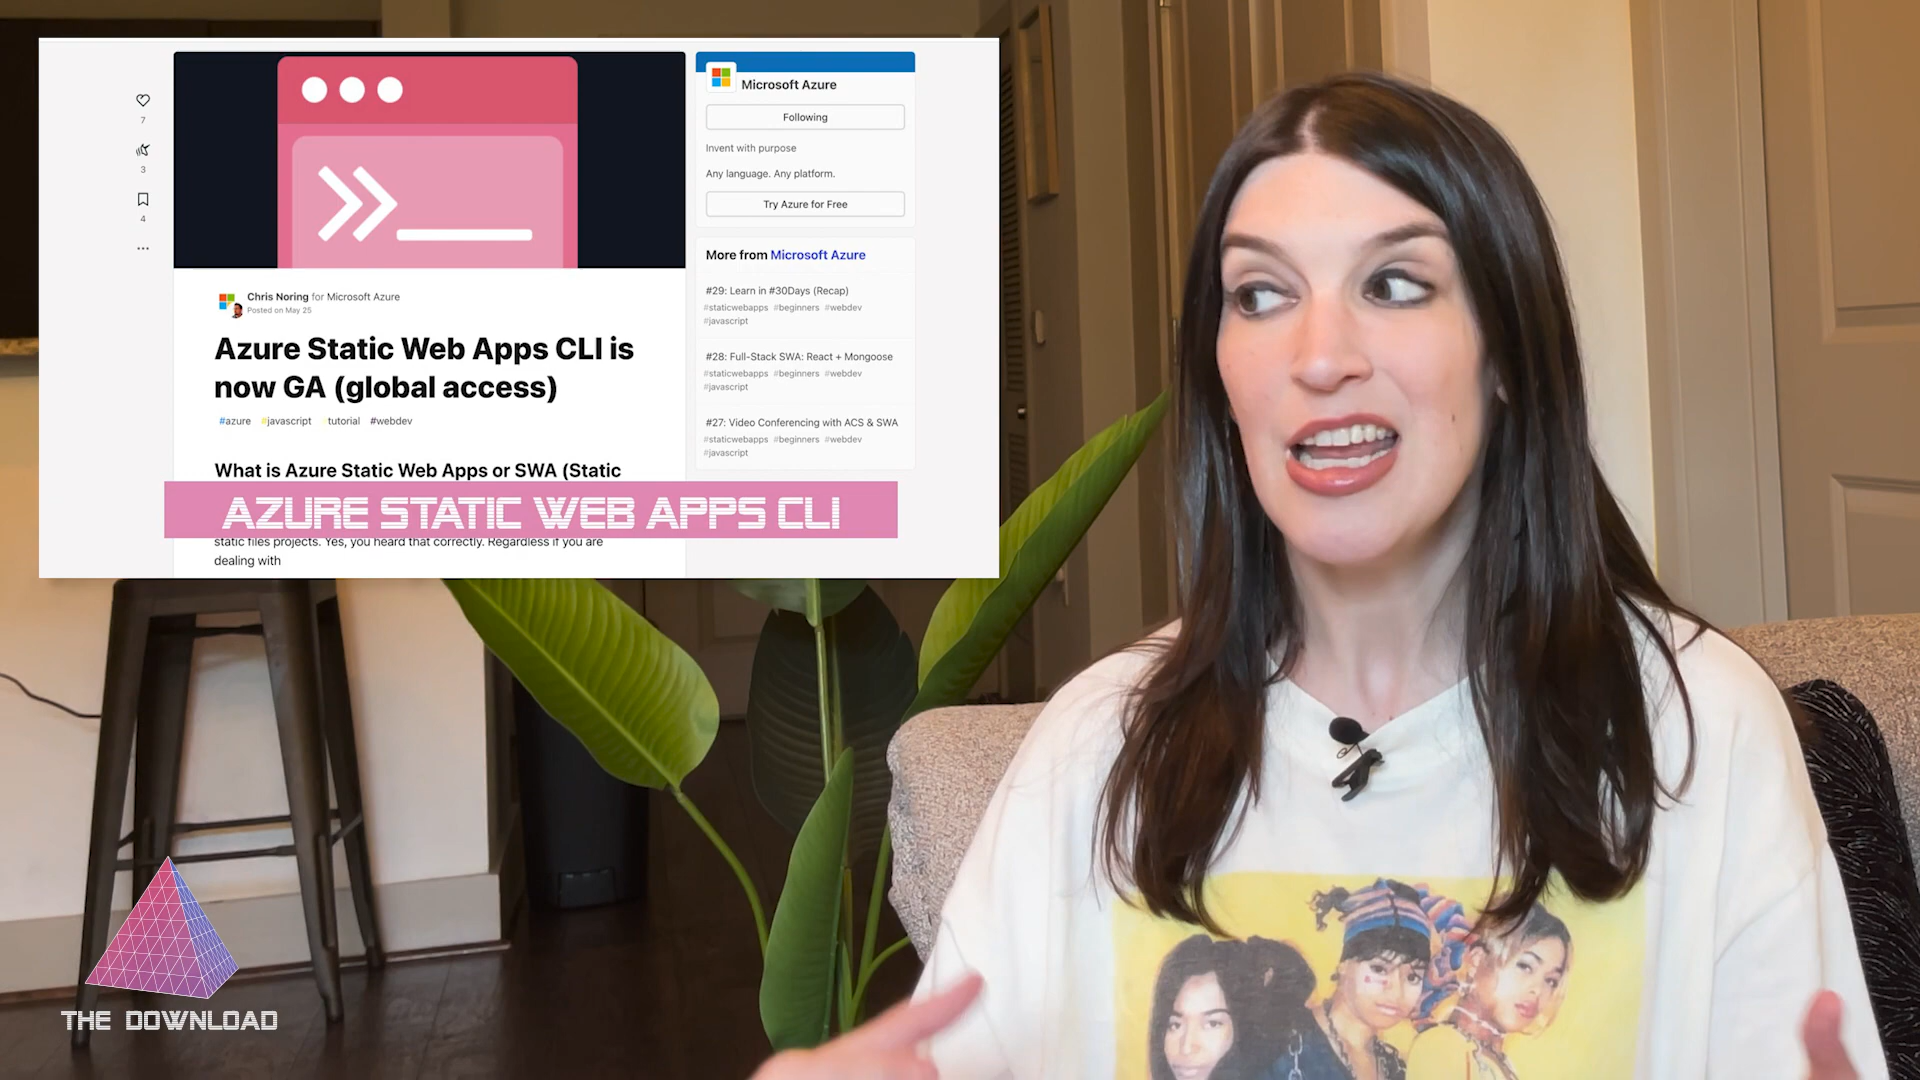 7
3
4
Microsoft Azure
Following
Invent with purpose
Any language. Any platform.
Try Azure for Free
More from Microsoft Azure
#29: Learn in #30Days (Recap)
#staticwebapps #beginners #webdev
#javascript
#28: Full-Stack SWA: React + Mongoose
#staticwebapps #beginners #webdev
#javascript
#27: Video Conferencing with ACS & SWA
#staticwebapps #beginners #webdev
#javascript
Chris Noring for Microsoft Azure
Posted on May 25
Azure Static Web Apps CLI is
now GA (global access)
#azure #javascript tutorial #webdev
What is Azure Static Web Apps or SWA (Static
AZURE STATIC WEB APPS CLI
static files projects. Yes, you heard that correctly. Regardless if you are
dealing with
THE DOWNLOAD